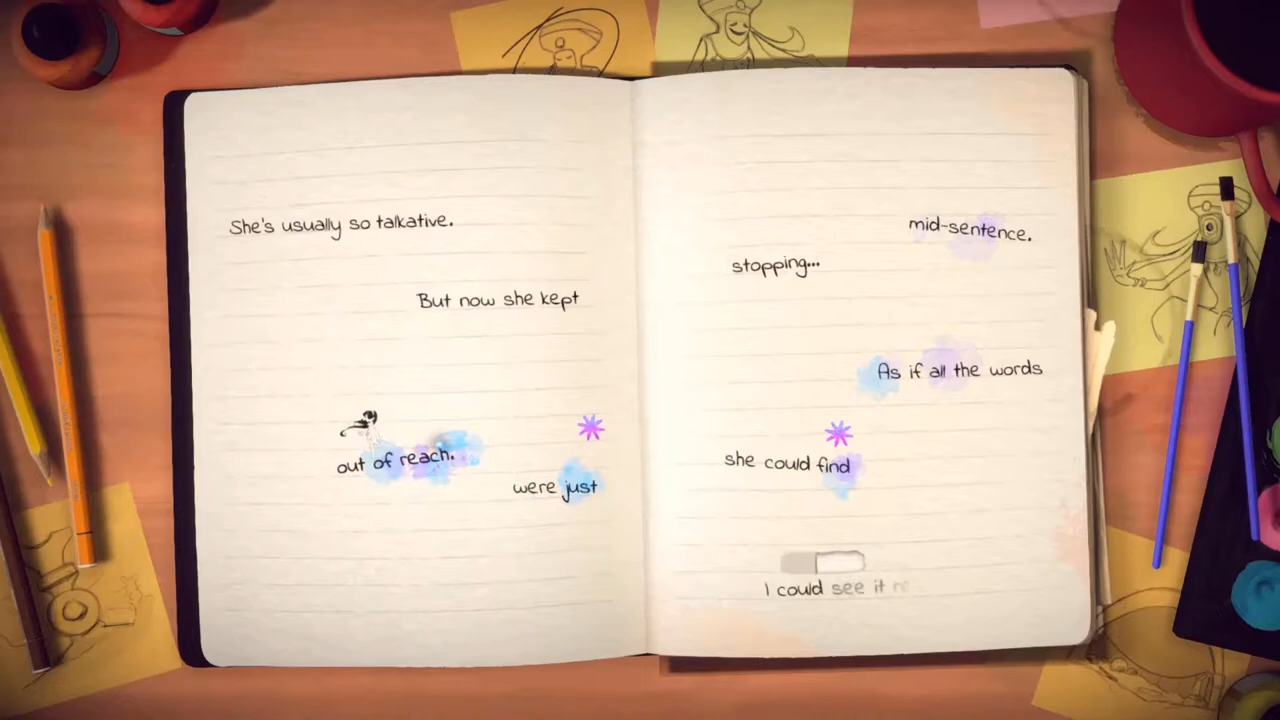 She's usually so talkative.
But now she kept
stopping...
mid-sentence.
As if all the words
she could find
were just
out of reach.
I could see it